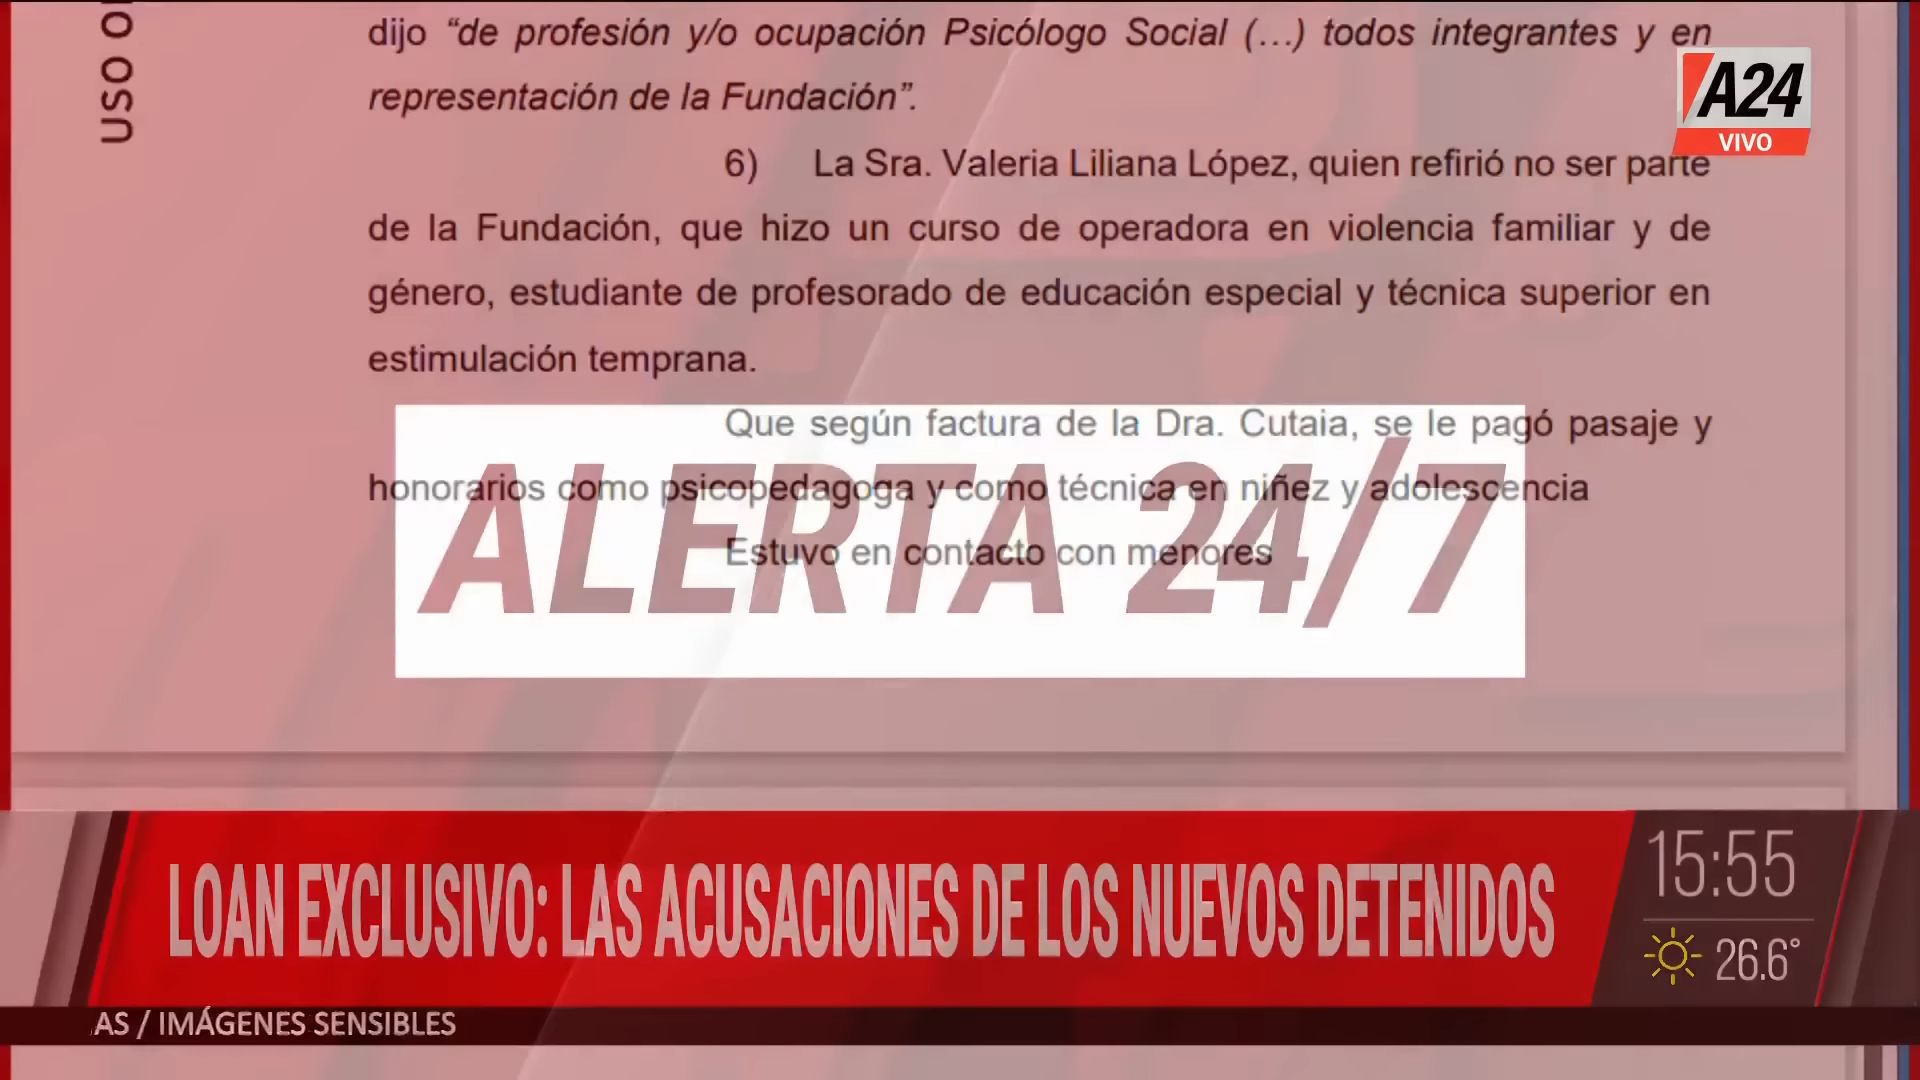 dijo “de profesión y/o ocupación Psicólogo Social (...) todos integrantes y en
representación de la Fundación”.
6) La Sra. Valeria Liliana López, quien refirió no ser parte
de la Fundación, que hizo un curso de operadora en violencia familiar y de
género, estudiante de profesorado de educación especial y técnica superior en
estimulación temprana.
Que según factura de la Dra. Cutaia, se le pagó pasaje y
honorarios como psicopedagoga y como técnica en niñez y adolescencia
Estuvo en contacto con menores
USO
A24
VIVO
ALERTA 24/7
LOAN EXCLUSIVO: LAS ACUSACIONES DE LOS NUEVOS DETENIDOS
15:55
26.6°
AS / IMÁGENES SENSIBLES